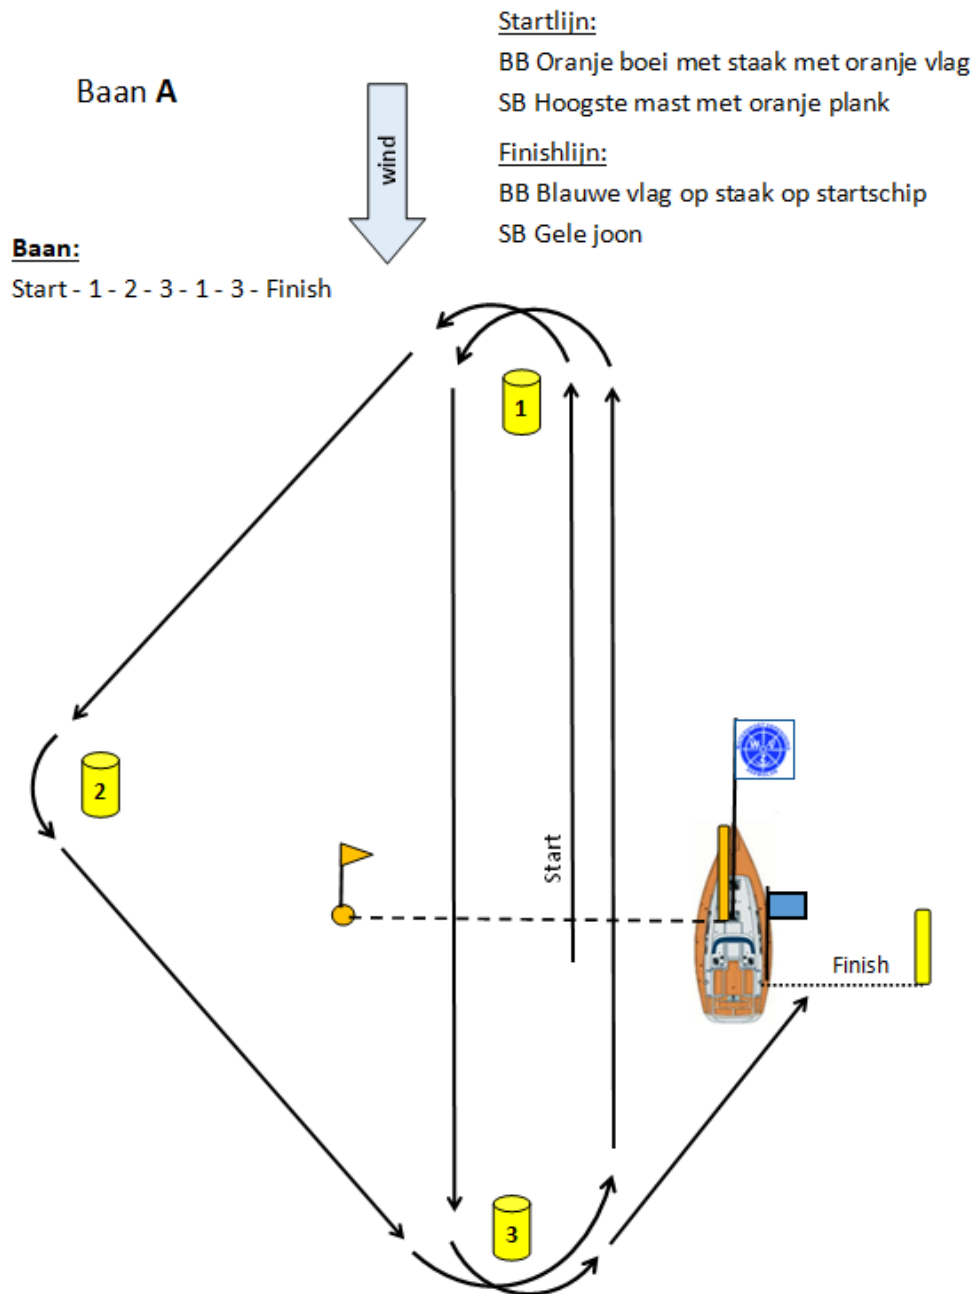 Startlijn:
BB Oranje boei met staak met oranje vlag
SB Hoogste mast met oranje plank
Baan A
wind
Finishlijn:
BB Blauwe vlag op staak op startschip
SB Gele joon
Baan:
Start - 1 - 2 - 3 - 1 - 3 - Finish
1
2
Start
Finish
3